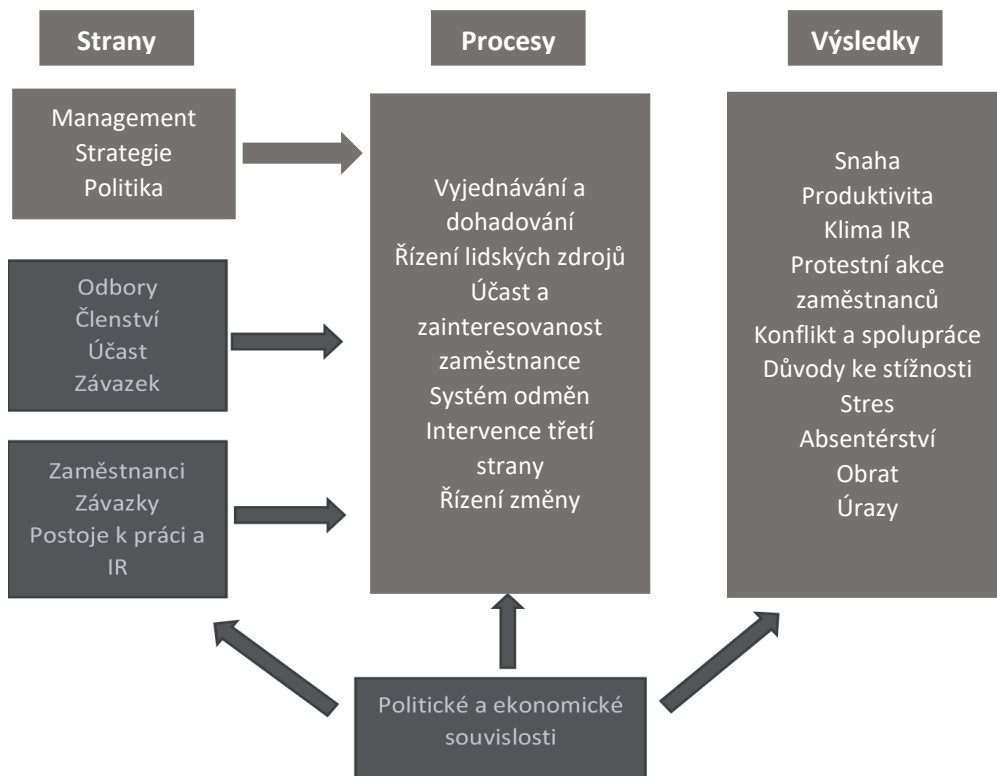 Strany
Procesy
Výsledky
Management
Strategie
Politika
Odbory
Členství
Účast
Závazek
Zaměstnanci
Závazky
Postoje k práci a
IR
Vyjednávání a
dohadování
Řízení lidských zdrojů
Účast a
zainteresovanost
zaměstnance
Systém odměn
Intervence třetí
strany
Řízení změny
Snaha
Produktivita
Klima IR
Protestní akce
zaměstnanců
Konflikt a spolupráce
Důvody ke stížnosti
Stres
Absentérství
Obrat
Úrazy
Politické a ekonomické
souvislosti